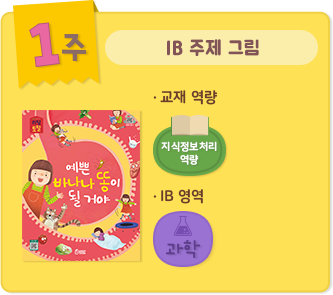 1주
IB 주제 그림
· 교재 역량
지식정보처리
역량
예쁜
바나나 똥이
될 거야
· IB 영역
과학